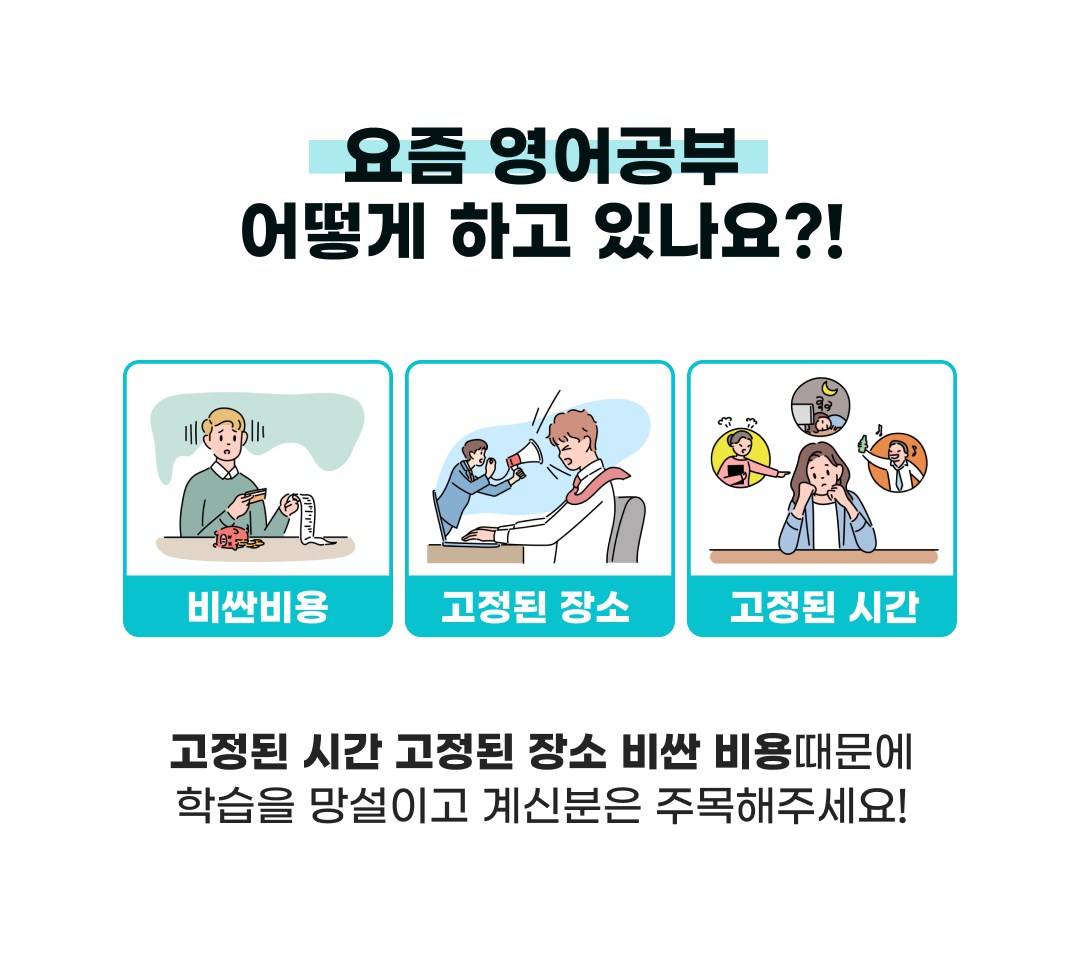 요즘 영어공부
어떻게 하고 있나요?!
비싼비용
고정된 장소
고정된 시간
고정된 시간 고정된 장소 비싼 비용때문에
학습을 망설이고 계신분은 주목해주세요!